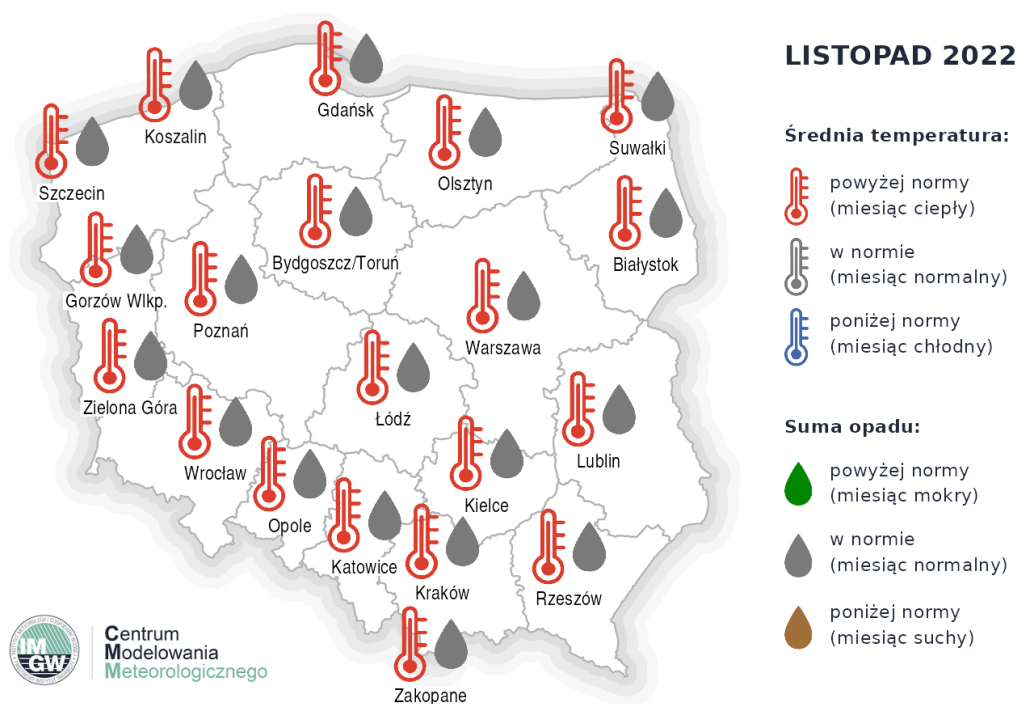 LISTOPAD 2022
Gdańsk
Koszalin
Suwałki
Olsztyn
Szczecin
Białystok
Bydgoszcz/Toruń
Gorzów Wlkp.
Poznań
Warszawa
Zielona Góra
Łódź
Lublin
Wrocław
Kielce
Opole
Katowice
Kraków
Rzeszów
Zakopane
Średnia temperatura:
powyżej normy
(miesiąc ciepły)
w normie
(miesiąc normalny)
poniżej normy
(miesiąc chłodny)
Suma opadu:
powyżej normy
(miesiąc mokry)
w normie
(miesiąc normalny)
poniżej normy
(miesiąc suchy)
IM
GW
Centrum
Modelowania
Meteorologicznego